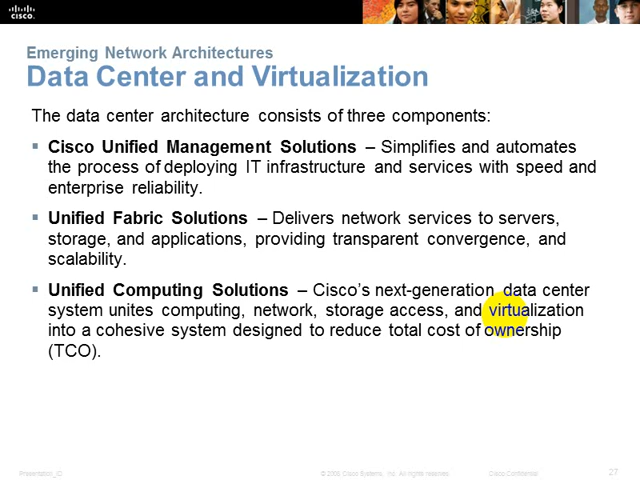 CISCO
Emerging Network Architectures
Data Center and Virtualization
The data center architecture consists of three components:
▪ Cisco Unified Management Solutions – Simplifies and automates
the process of deploying IT infrastructure and services with speed and
enterprise reliability.
▪ Unified Fabric Solutions – Delivers network services to servers,
storage, and applications, providing transparent convergence, and
scalability.
▪ Unified Computing Solutions – Cisco’s next-generation data center
system unites computing, network, storage access, and virtualization
into a cohesive system designed to reduce total cost of ownership
(TCO).
Presentation_ID © 2008 Cisco Systems, Inc. All rights reserved. Cisco Confidential 27